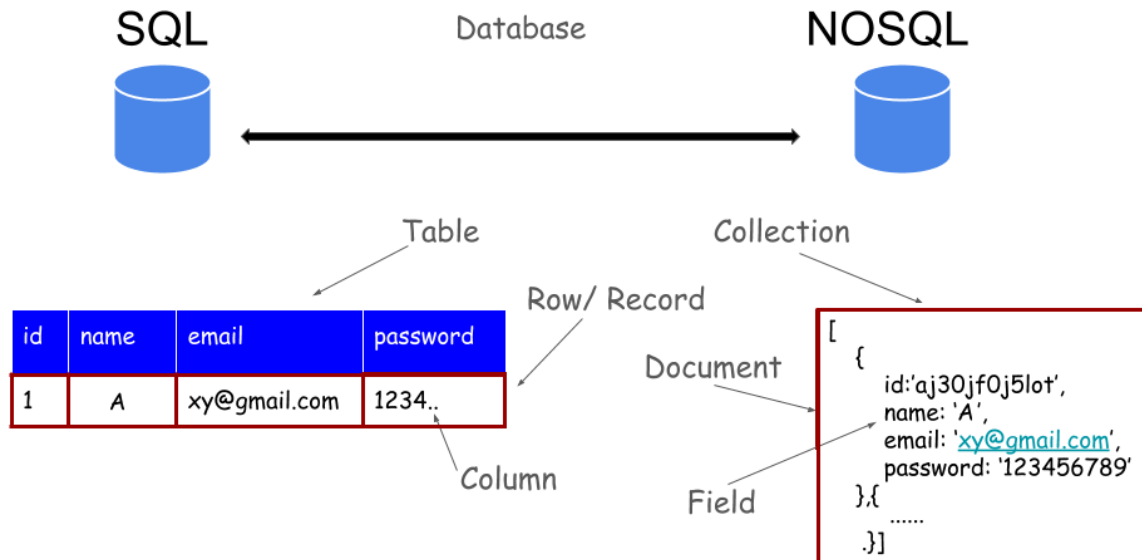 SQL
Database
NOSQL
Table
Collection
Row/ Record
id name email password
1 A xy@gmail.com 1234..
Column
Document
Field
[
{
id:'aj30jf0j5lot',
name: ‘A’,
email: ‘xy@gmail.com’,
password: ‘123456789’
},{
......
.}]